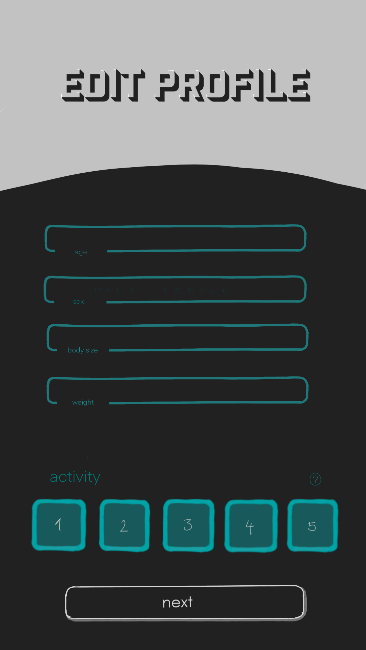 EDIT PROFILE
age
sex
body size
weight
activity ?
1 2 3 4 5
next